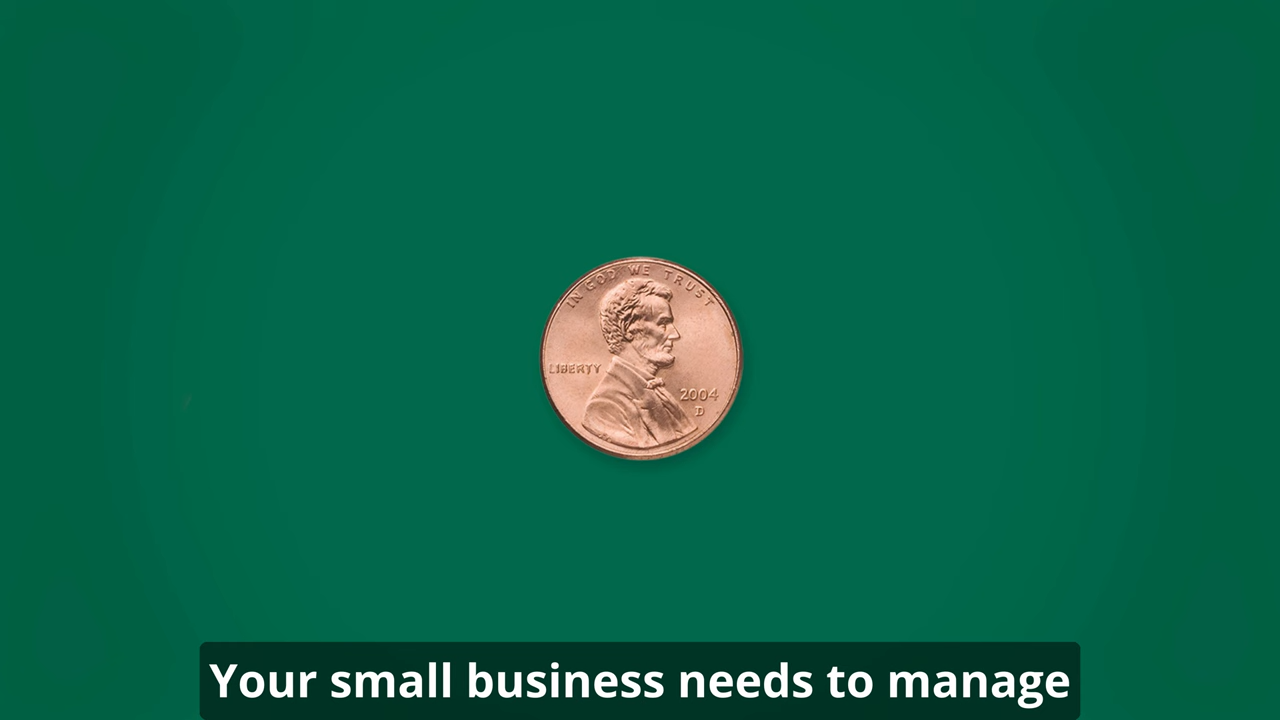 IN GOD WE TRUST
LIBERTY
2004
D
Your small business needs to manage